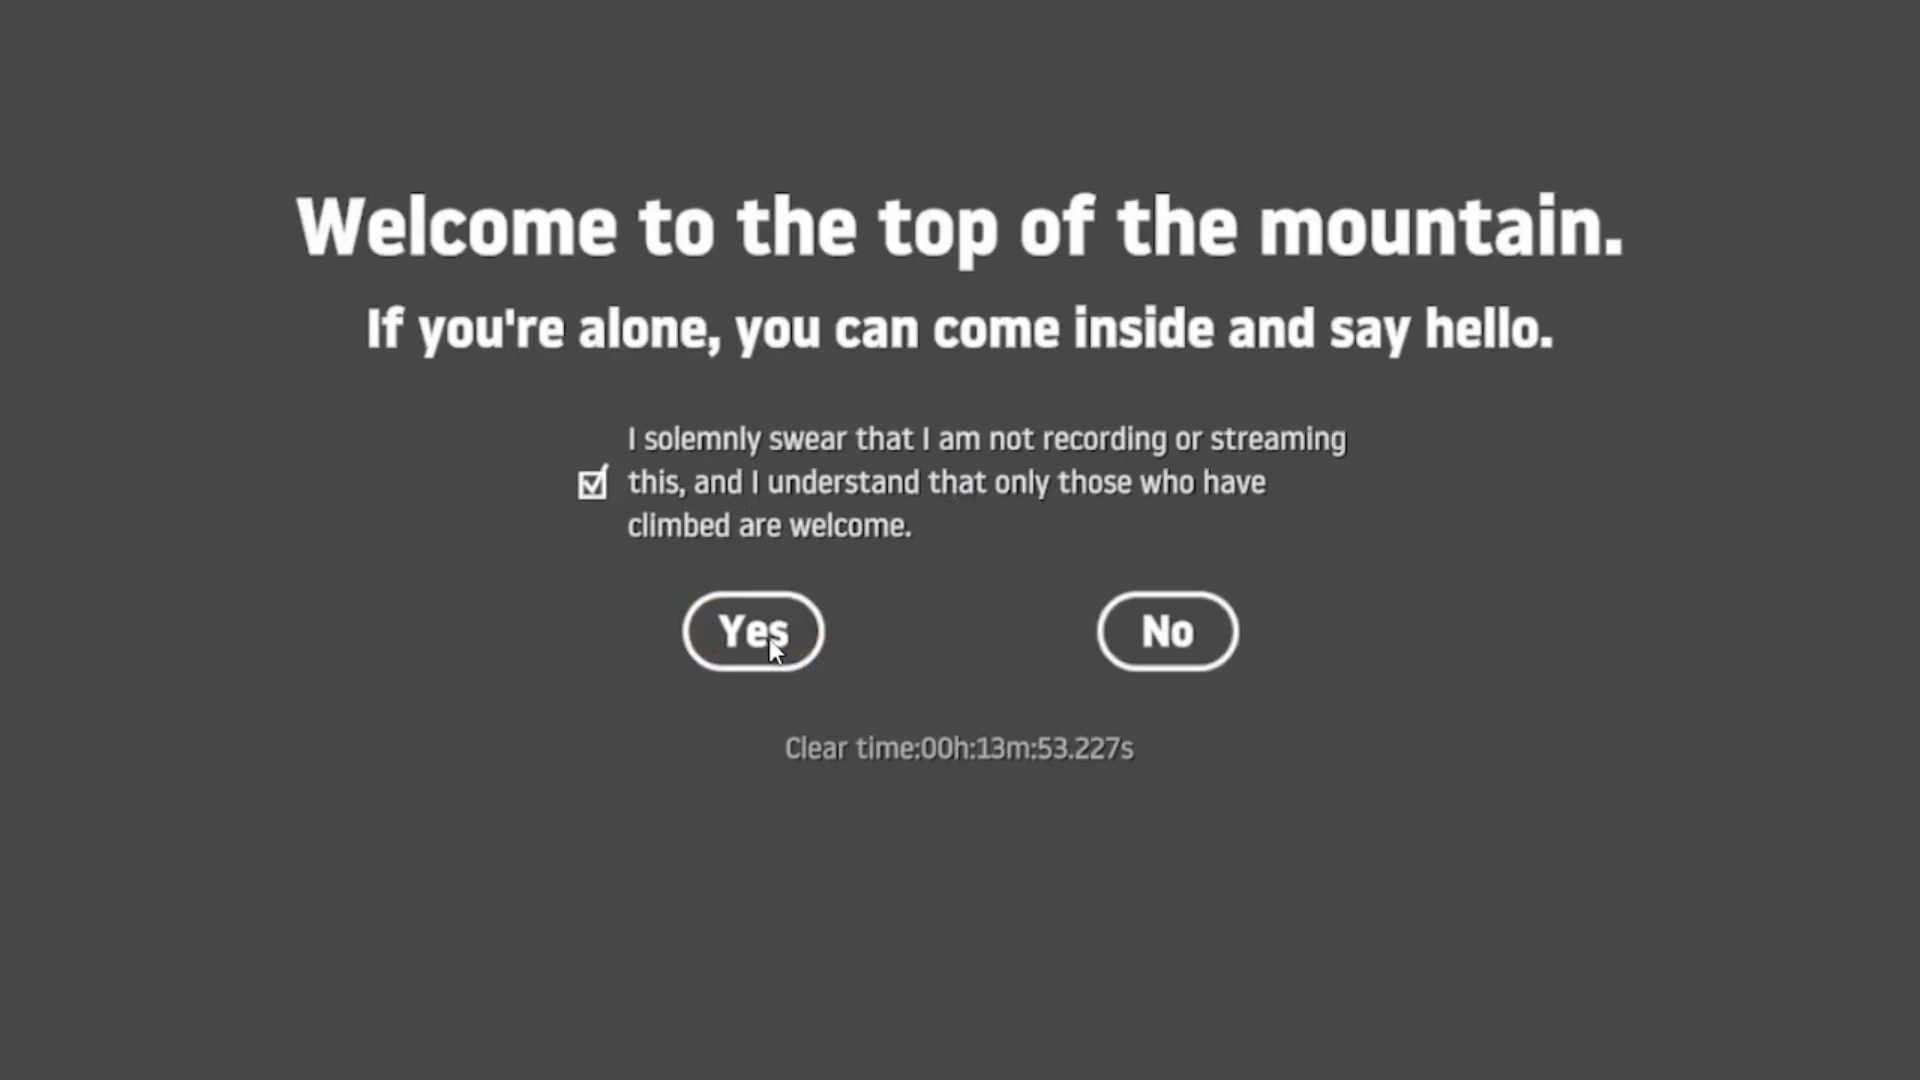 Welcome to the top of the mountain.
If you're alone, you can come inside and say hello.
I solemnly swear that I am not recording or streaming
this, and I understand that only those who have
climbed are welcome.
Yes
No
Clear time:00h:13m:53.227s